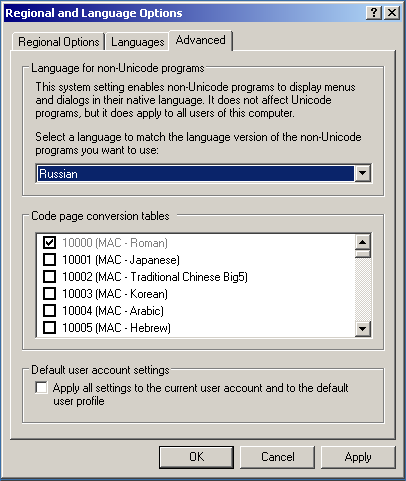 Regional and Language Options
Regional Options
Languages
Advanced
Language for non-Unicode programs
This system setting enables non-Unicode programs to display menus
and dialogs in their native language. It does not affect Unicode
programs, but it does apply to all users of this computer.
Select a language to match the language version of the non-Unicode
programs you want to use:
Russian
Code page conversion tables
10000 (MAC - Roman)
10001 (MAC - Japanese)
10002 (MAC - Traditional Chinese Big5)
10003 (MAC - Korean)
10004 (MAC - Arabic)
10005 (MAC - Hebrew)
Default user account settings
Apply all settings to the current user account and to the default
user profile
OK
Cancel
Apply